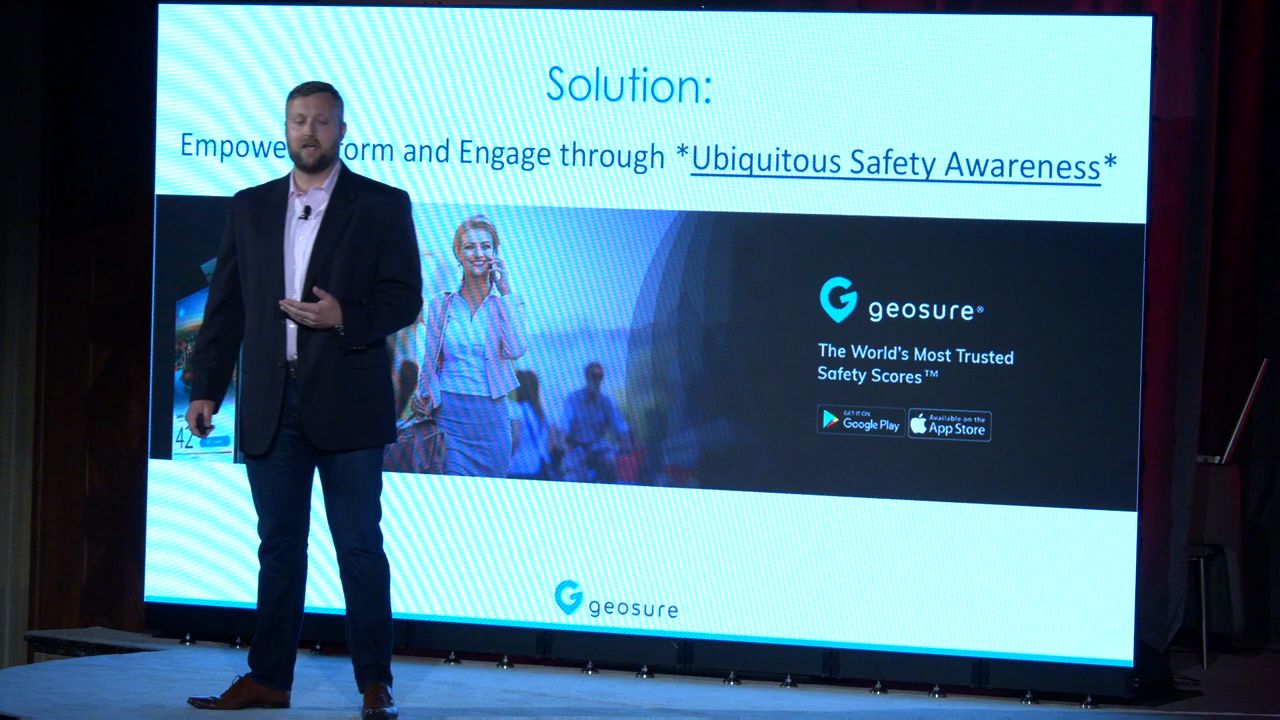 Solution:
Empowe form and Engage through *Ubiquitous Safety Awareness*
geosure®
The World's Most Trusted
Safety Scores™
GET IT ON
Google Play
Available on the
App Store
42
geosure